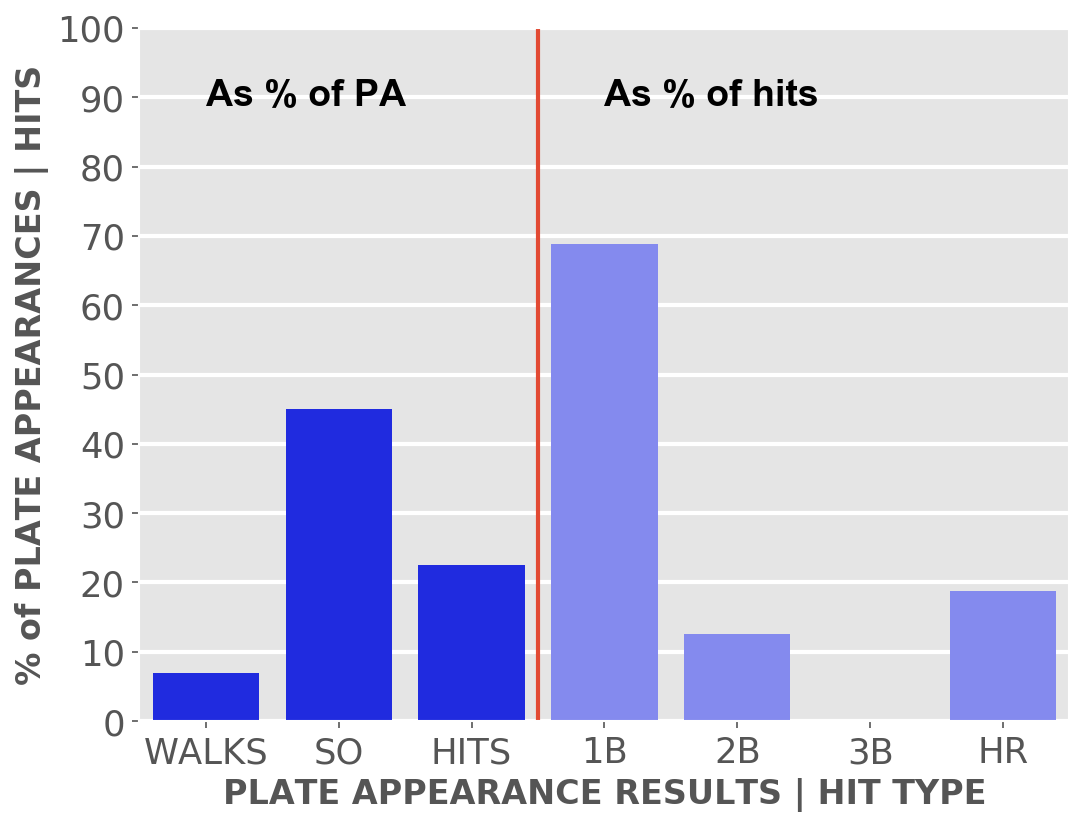 % of PLATE APPEARANCES | HITS
100
90
80
70
60
50
40
30
20
10
0
As % of PA
As % of hits
WALKS SO HITS 1B 2B 3B HR
PLATE APPEARANCE RESULTS | HIT TYPE